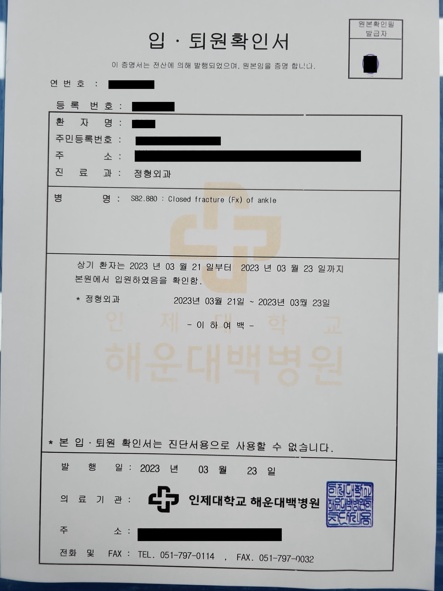 원본확인필
발급자
입 · 퇴원확인서
이 증명서는 전산에 의해 발행되었으며, 원본임을 증명 합니다.
연 번 호 :
등 록 번 호 :
환 자 명 :
주민등록번호 :
주 소 :
진 료 과 : 정형외과
병 명 : S82.880 : Closed fracture (Fx) of ankle
상기 환자는 2023 년 03 월 21 일부터 2023 년 03 월 23 일까지
본원에서 입원하였음을 확인함.
* 정형외과 2023년 03월 21일 ~ 2023년 03월 23일
- 이 하 여 백 -
인 제 대 학 교
해운대백병원
* 본 입 · 퇴원 확인서는 진단서용으로 사용할 수 없습니다.
발 행 일 : 2023 년 03 월 23 일
의 료 기 관 : 인제대학교 해운대백병원
주 소 :
전화 및 FAX : TEL. 051-797-0114 , FAX. 051-797-0032